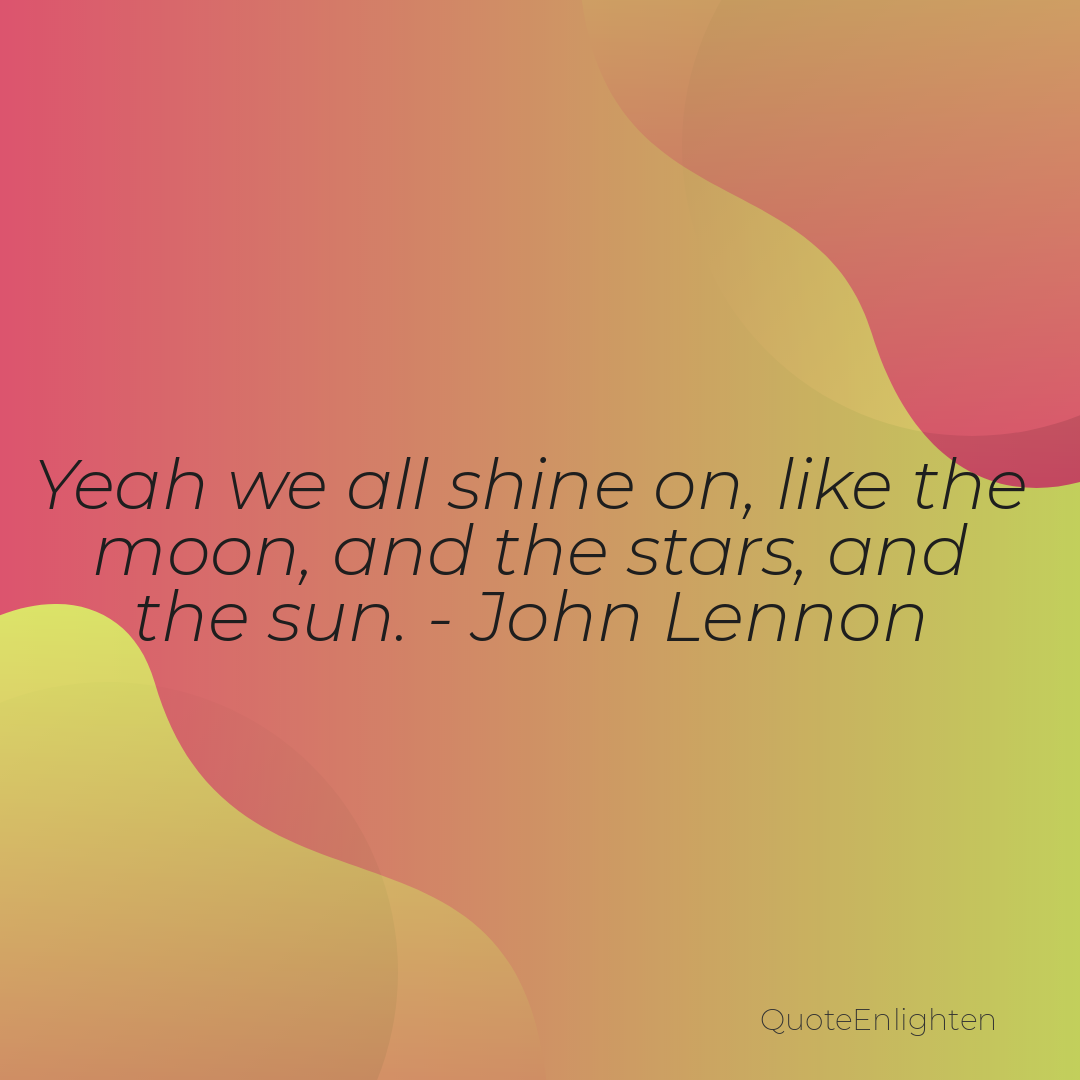 Yeah we all shine on, like the
moon, and the stars, and
the sun. - John Lennon
QuoteEnlighten